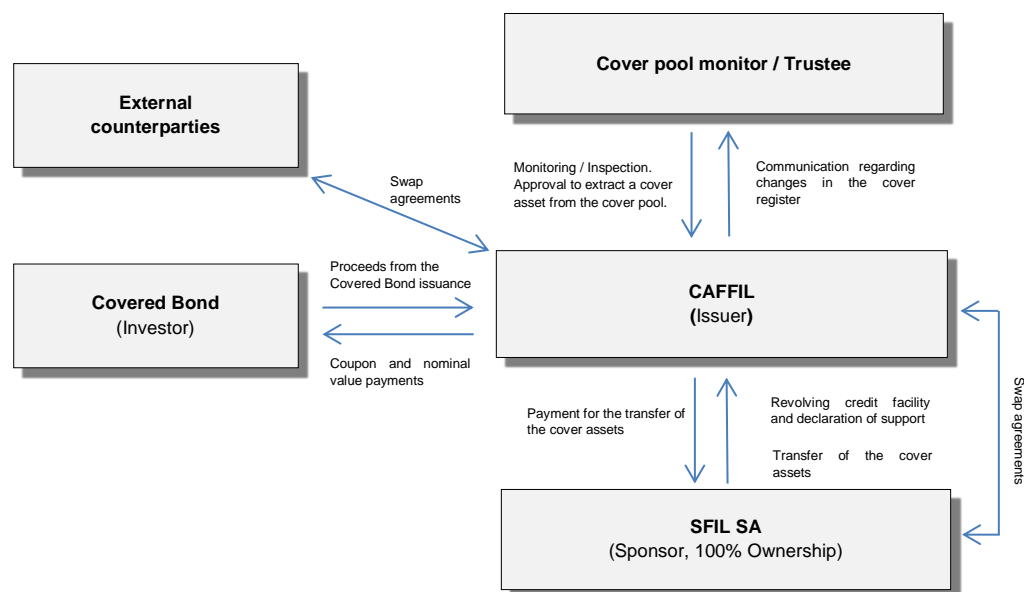 Cover pool monitor / Trustee
External
counterparties
Monitoring / Inspection.
Approval to extract a cover
asset from the cover pool.
Communication regarding
changes in the cover
register
Swap
agreements
Proceeds from the
Covered Bond issuance
Covered Bond
(Investor)
CAFFIL
(Issuer)
Coupon and nominal
value payments
Payment for the transfer of
the cover assets
Revolving credit facility
and declaration of support
Transfer of the cover
assets
Swap agreements
SFIL SA
(Sponsor, 100% Ownership)